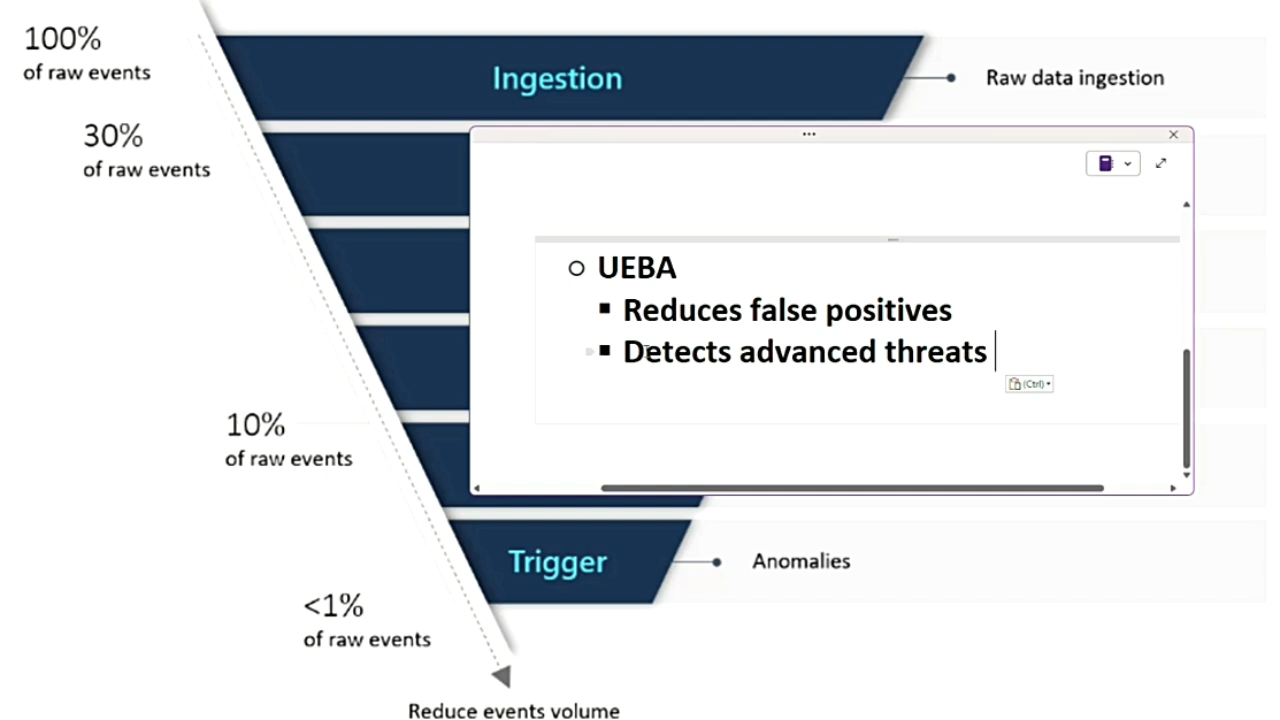 100%
of raw events
Ingestion
Raw data ingestion
30%
of raw events
UEBA
Reduces false positives
Detects advanced threats
(Ctrl)
10%
of raw events
Trigger
Anomalies
<1%
of raw events
Reduce events volume